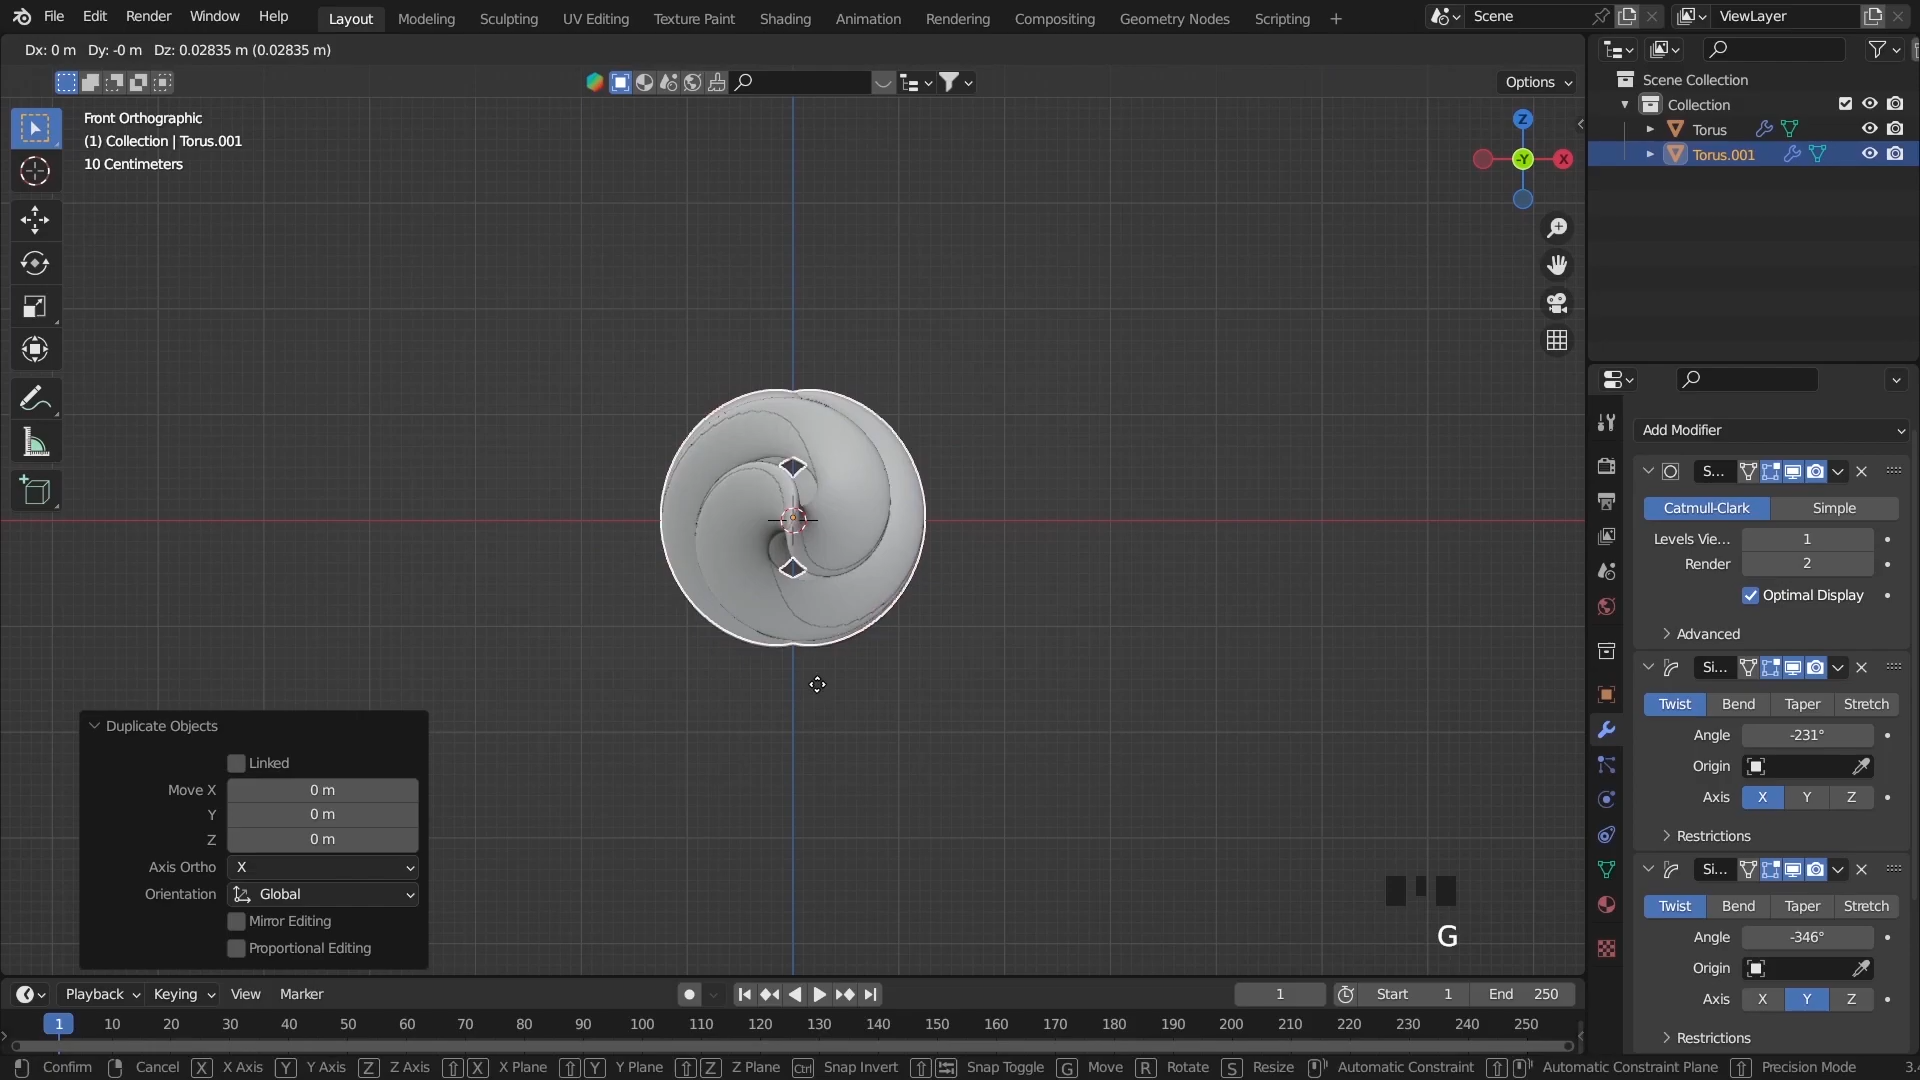 File Edit Render Window Help Layout Modeling Sculpting UV Editing Texture Paint Shading Animation Rendering Compositing Geometry Nodes Scripting + Scene ViewLayer
Dx: 0 m Dy: -0 m Dz: 0.02835 m (0.02835 m)
Options
Scene Collection
Collection
Torus
Torus.001
Front Orthographic
(1) Collection | Torus.001
10 Centimeters
Z
-Y
X
Add Modifier
S...
Catmull-Clark Simple
Levels Vie... 1
Render 2
Optimal Display
Advanced
Si...
Twist Bend Taper Stretch
Angle -231°
Origin
Axis X Y Z
Restrictions
Si...
Twist Bend Taper Stretch
Angle -346°
Origin
Axis X Y Z
Restrictions
Duplicate Objects
Linked
Move X 0 m
Y 0 m
Z 0 m
Axis Ortho X
Orientation Global
Mirror Editing
Proportional Editing
G
Playback Keying View Marker 1 Start 1 End 250
1 10 20 30 40 50 60 70 80 90 100 110 120 130 140 150 160 170 180 190 200 210 220 230 240 250
Confirm Cancel X X Axis Y Y Axis Z Z Axis X X Plane Y Y Plane Z Z Plane Ctrl Snap Invert Snap Toggle G Move R Rotate S Resize Automatic Constraint Automatic Constraint Plane Precision Mode 3.